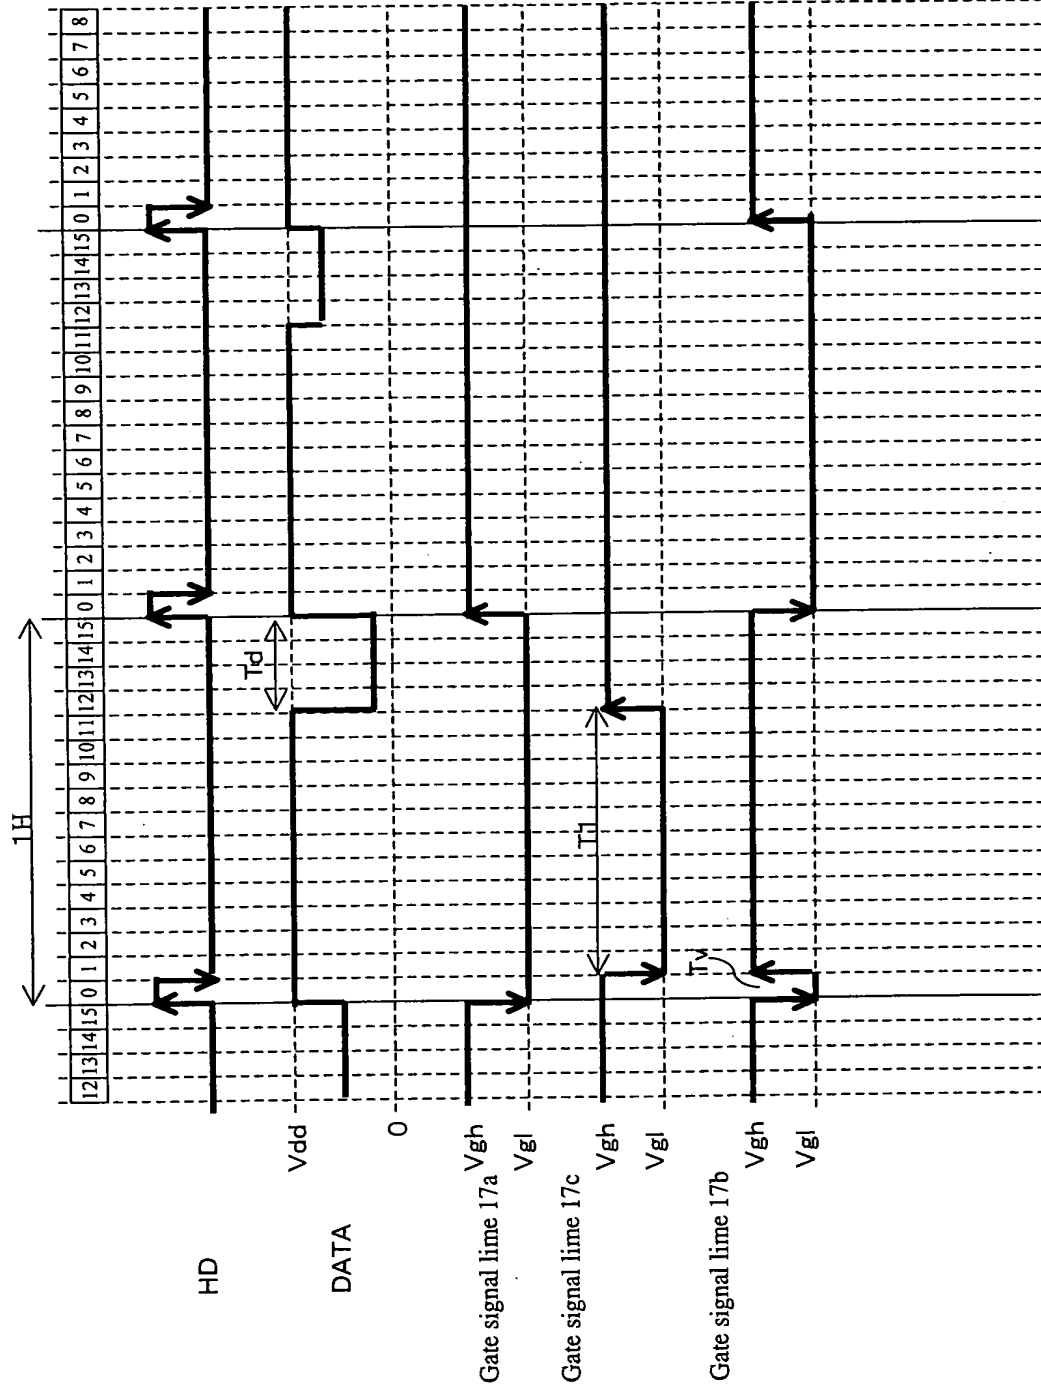 1H
12 13 14 15 0 1 2 3 4 5 6 7 8 9 10 11 12 13 14 15 0 1 2 3 4 5 6 7 8 9 10 11 12 13 14 15 0 1 2 3 4 5 6 7 8
HD
Td
Vdd
DATA
0
Vgh
Gate signal lime 17a
Vgl
Gate signal lime 17c
T1
Vgh
Vgl
Tv
Gate signal lime 17b
Vgh
Vgl